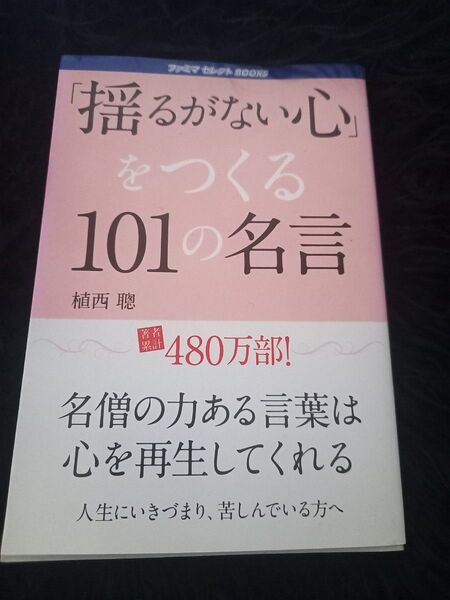 ファミマ セレクト BOOKS
「揺るがない心」
をつくる
101の名言
植西 聰
著者
累計
480万部!
名僧の力ある言葉は
心を再生してくれる
人生にいきづまり、苦しんでいる方へ